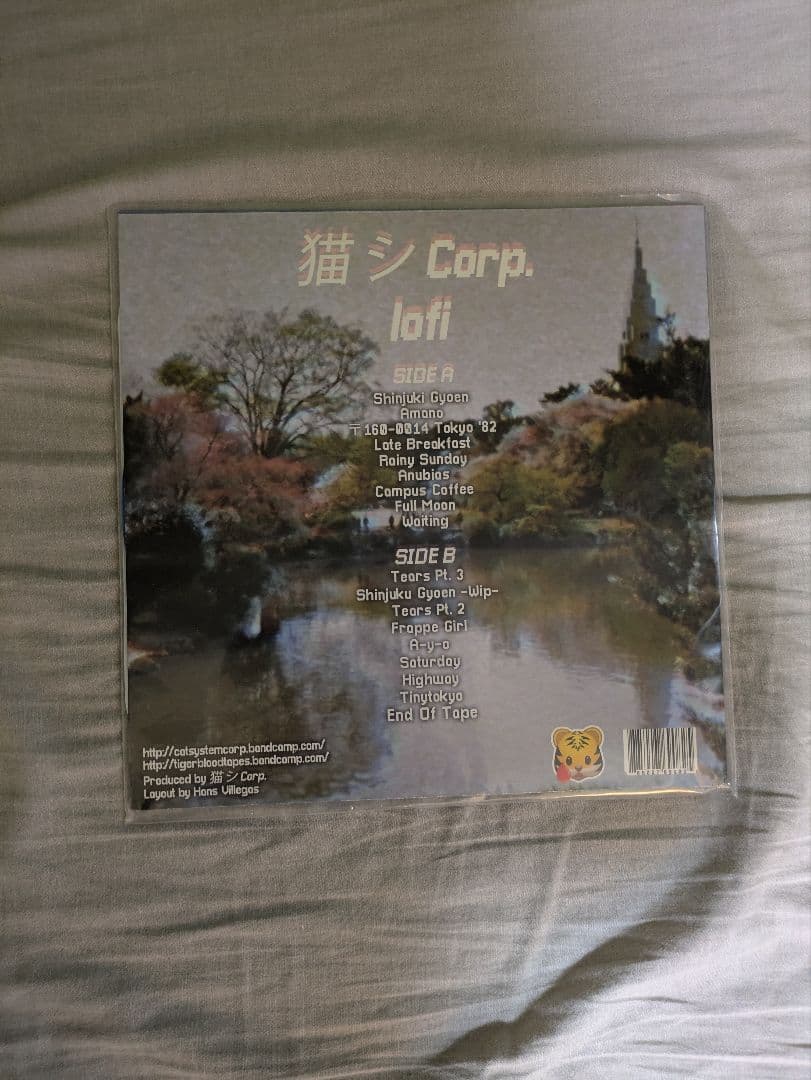 猫 シ Corp.
lofi
SIDE A
Shinjuki Gyoen
Amano
〒160-0014 Tokyo '82
Late Breakfast
Rainy Sunday
Anubias
Campus Coffee
Full Moon
Waiting
SIDE B
Tears Pt. 3
Shinjuku Gyoen -Wip-
Tears Pt. 2
Frappe Girl
A-y-o
Saturday
Highway
Tinytokyo
End Of Tape
http://catsystemcorp.bandcamp.com/
http://tigerbloodtapes.bandcamp.com/
Produced by 猫 シ Corp.
Layout by Hans Villegas